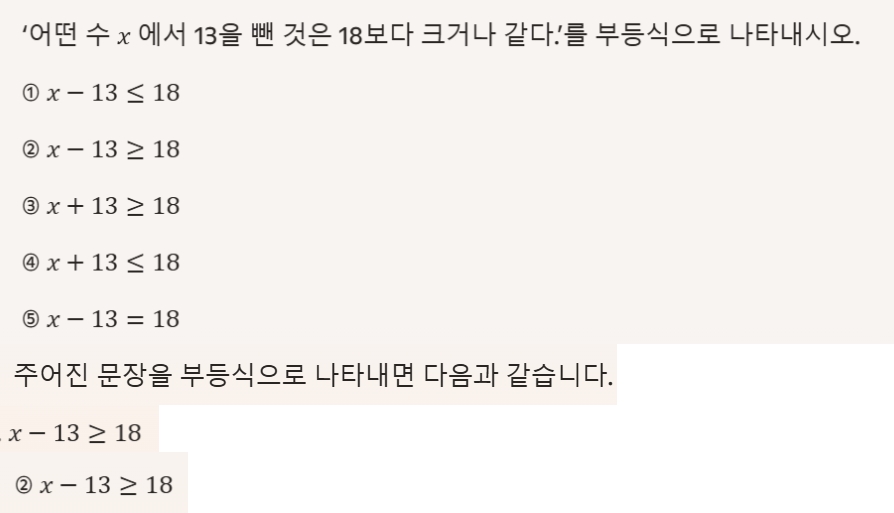 ‘어떤 수 x 에서 13을 뺀 것은 18보다 크거나 같다.’를 부등식으로 나타내시오.
① x − 13 ≤ 18
② x − 13 ≥ 18
③ x + 13 ≥ 18
④ x + 13 ≤ 18
⑤ x − 13 = 18
주어진 문장을 부등식으로 나타내면 다음과 같습니다.
x − 13 ≥ 18
② x − 13 ≥ 18